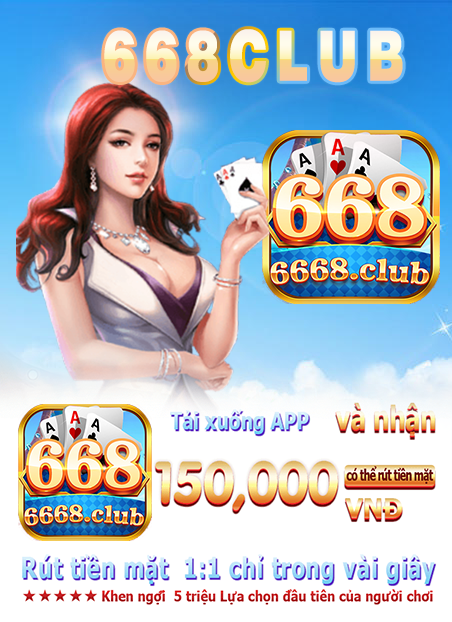 668CLUB
A A A
668
6668.club
Tái xuống APP và nhận
A A A
668
6668.club
150,000 có thể rút tiền mặt
VNĐ
Rút tiền mặt 1:1 chỉ trong vài giây
★★★★★ Khen ngợi 5 triệu Lựa chọn đầu tiên của người chơi